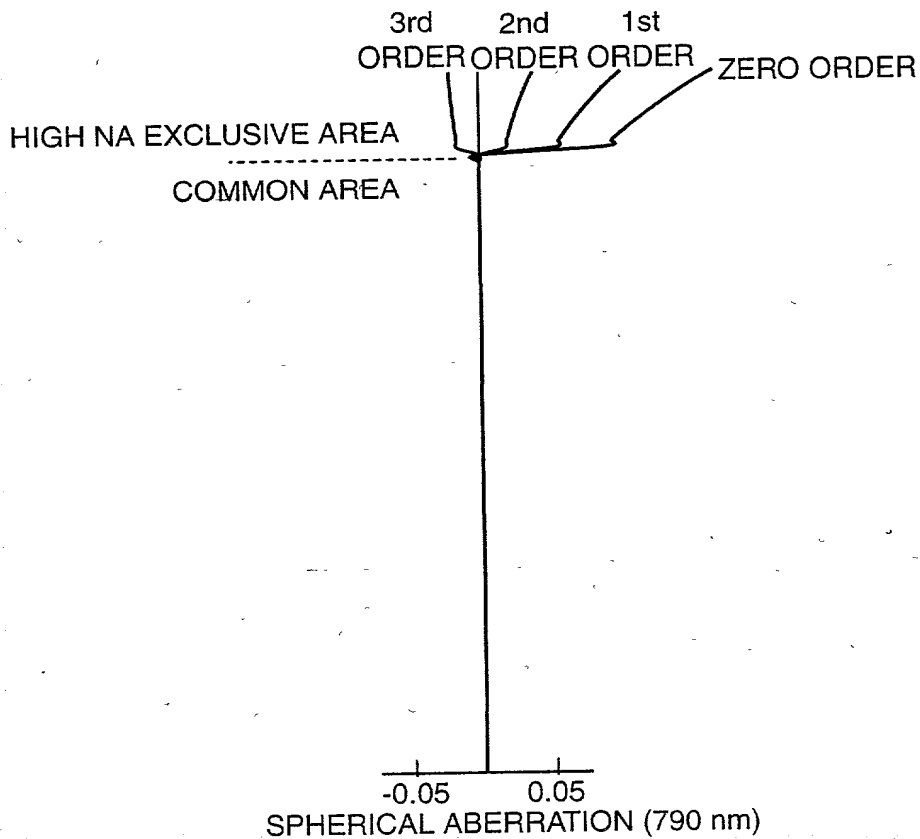 3rd 2nd 1st
ORDER ORDER ORDER ZERO ORDER
HIGH NA EXCLUSIVE AREA
COMMON AREA
-0.05 0.05
SPHERICAL ABERRATION (790 nm)